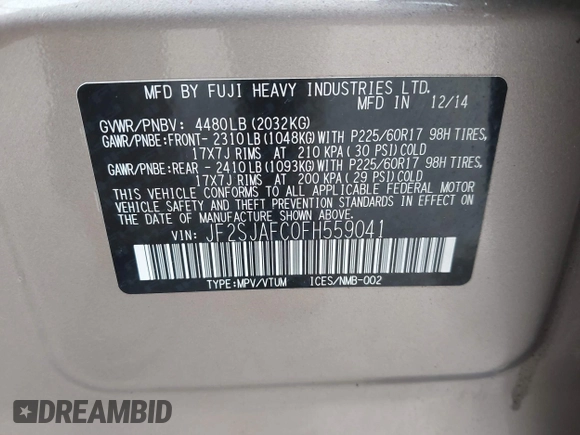 MFD BY FUJI HEAVY INDUSTRIES LTD.
MFD IN 12/14
GVWR/PNBV: 4480LB (2032KG)
GAWR/PNBE:FRONT- 2310LB (1048KG)WITH P225/60R17 98H TIRES,
17X7J RIMS AT 210 KPA (30 PSI)COLD
GAWR/PNBE:REAR - 2410LB (1093KG)WITH P225/60R17 98H TIRES,
17X7J RIMS AT 200 KPA (29 PSI)COLD
THIS VEHICLE CONFORMS TO ALL APPLICABLE FEDERAL MOTOR
VEHICLE SAFETY AND THEFT PREVENTION STANDARDS IN EFFECT
ON THE DATE OF MANUFACTURE SHOWN ABOVE.
VIN: JF2SJAFC0FH559041
TYPE:MPV/VTUM ICES/NMB-002
DREAMBID